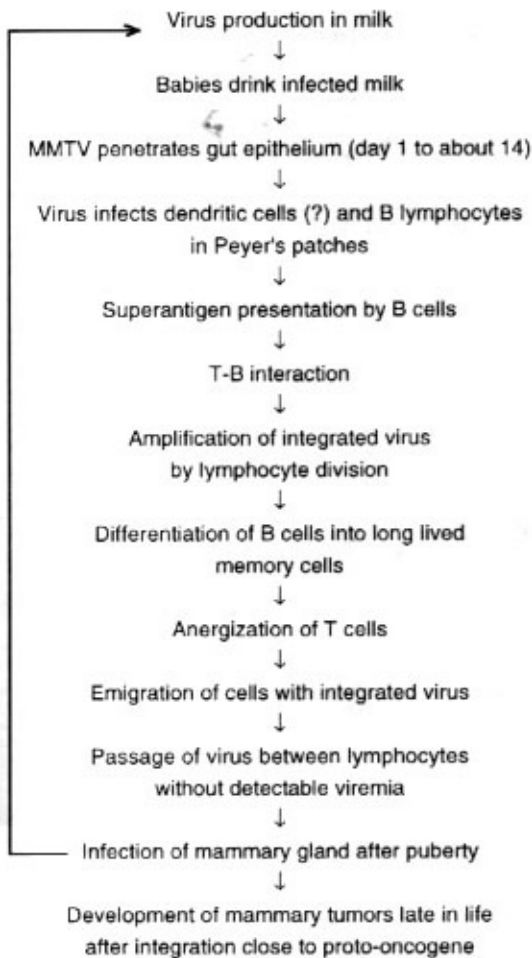 Virus production in milk
↓
Babies drink infected milk
↓
MMTV penetrates gut epithelium (day 1 to about 14)
↓
Virus infects dendritic cells (?) and B lymphocytes
in Peyer's patches
↓
Superantigen presentation by B cells
↓
T-B interaction
↓
Amplification of integrated virus
by lymphocyte division
↓
Differentiation of B cells into long lived
memory cells
↓
Anergization of T cells
↓
Emigration of cells with integrated virus
↓
Passage of virus between lymphocytes
without detectable viremia
↓
Infection of mammary gland after puberty
↓
Development of mammary tumors late in life
after integration close to proto-oncogene